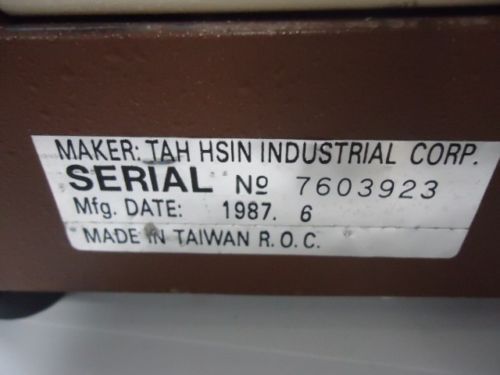 MAKER: TAH HSIN INDUSTRIAL CORP.
SERIAL Nº 7603923
Mfg. DATE: 1987. 6
MADE IN TAIWAN R.O.C.